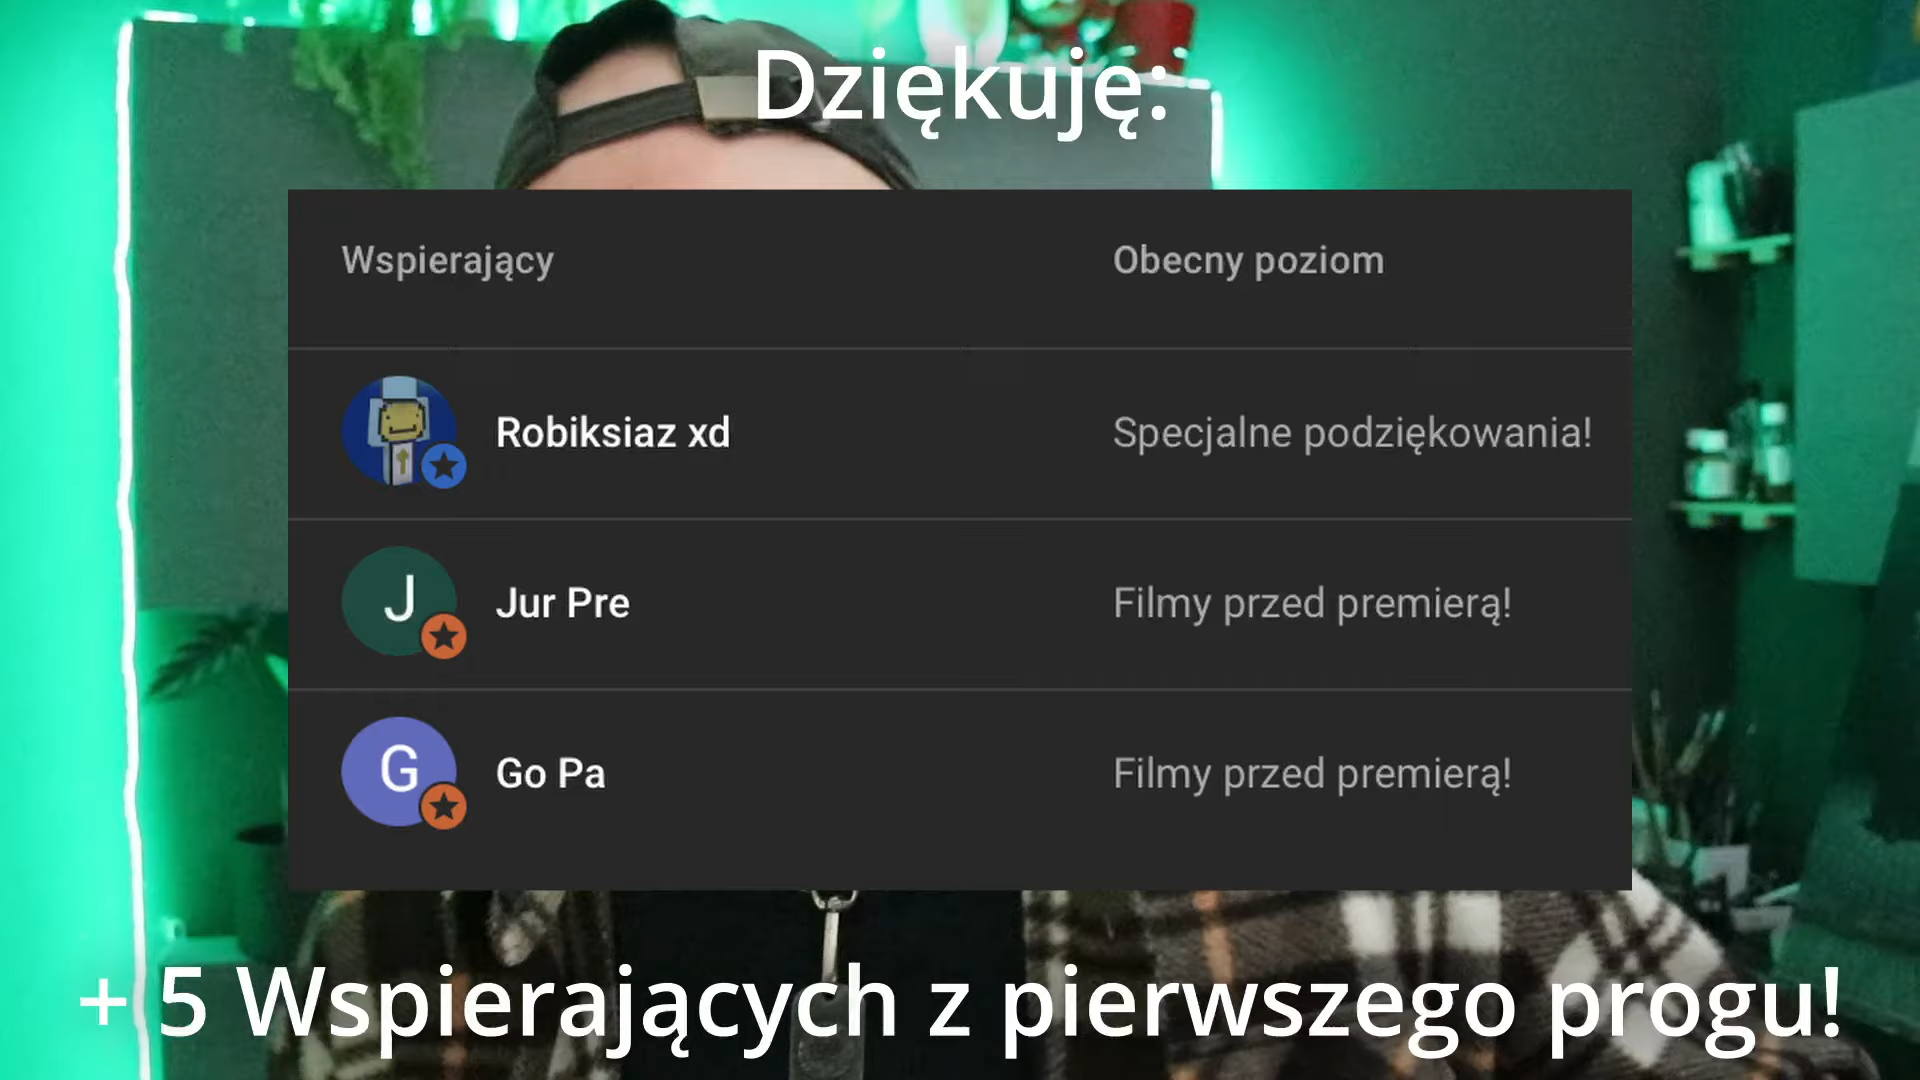 Dziękuję:
Wspierający Obecny poziom
Robiksiaz xd Specjalne podziękowania!
J Jur Pre Filmy przed premierą!
G Go Pa Filmy przed premierą!
+ 5 Wspierających z pierwszego progu!